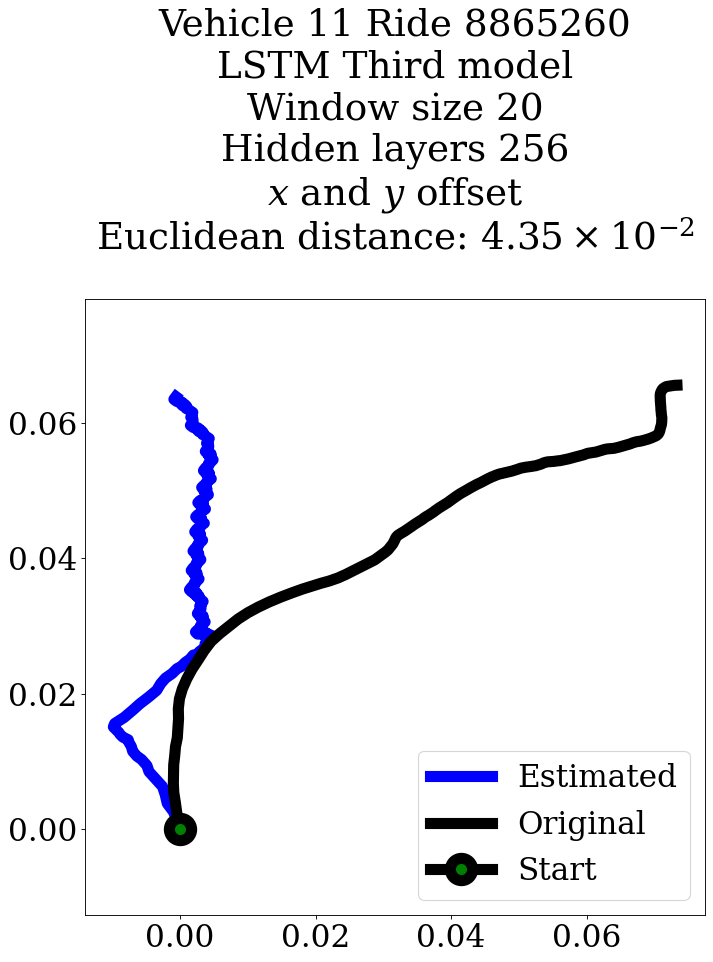 Vehicle 11 Ride 8865260
LSTM Third model
Window size 20
Hidden layers 256
x and y offset
Euclidean distance: 4.35 × 10⁻²
0.06
0.04
0.02
0.00
Estimated
Original
Start
0.00 0.02 0.04 0.06